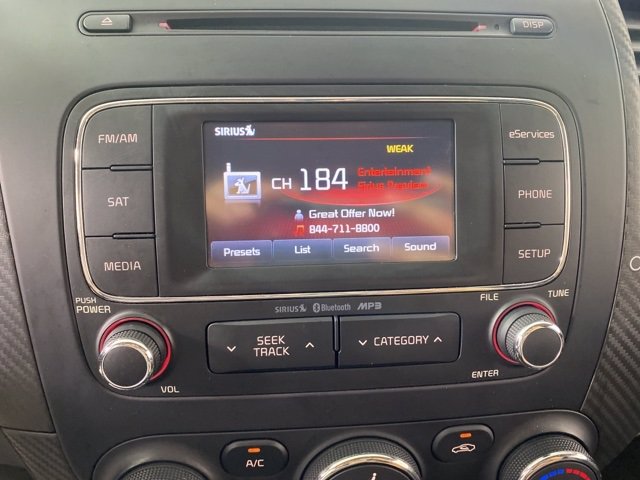 DISP
SIRIUS
WEAK
FM/AM
eServices
CH 184
Entertainment
Sirius Preview
SAT
PHONE
Great Offer Now!
844-711-8800
MEDIA
Presets List Search Sound
SETUP
PUSH
POWER
SIRIUS Bluetooth MP3
FILE
TUNE
SEEK
TRACK
CATEGORY
VOL
ENTER
A/C